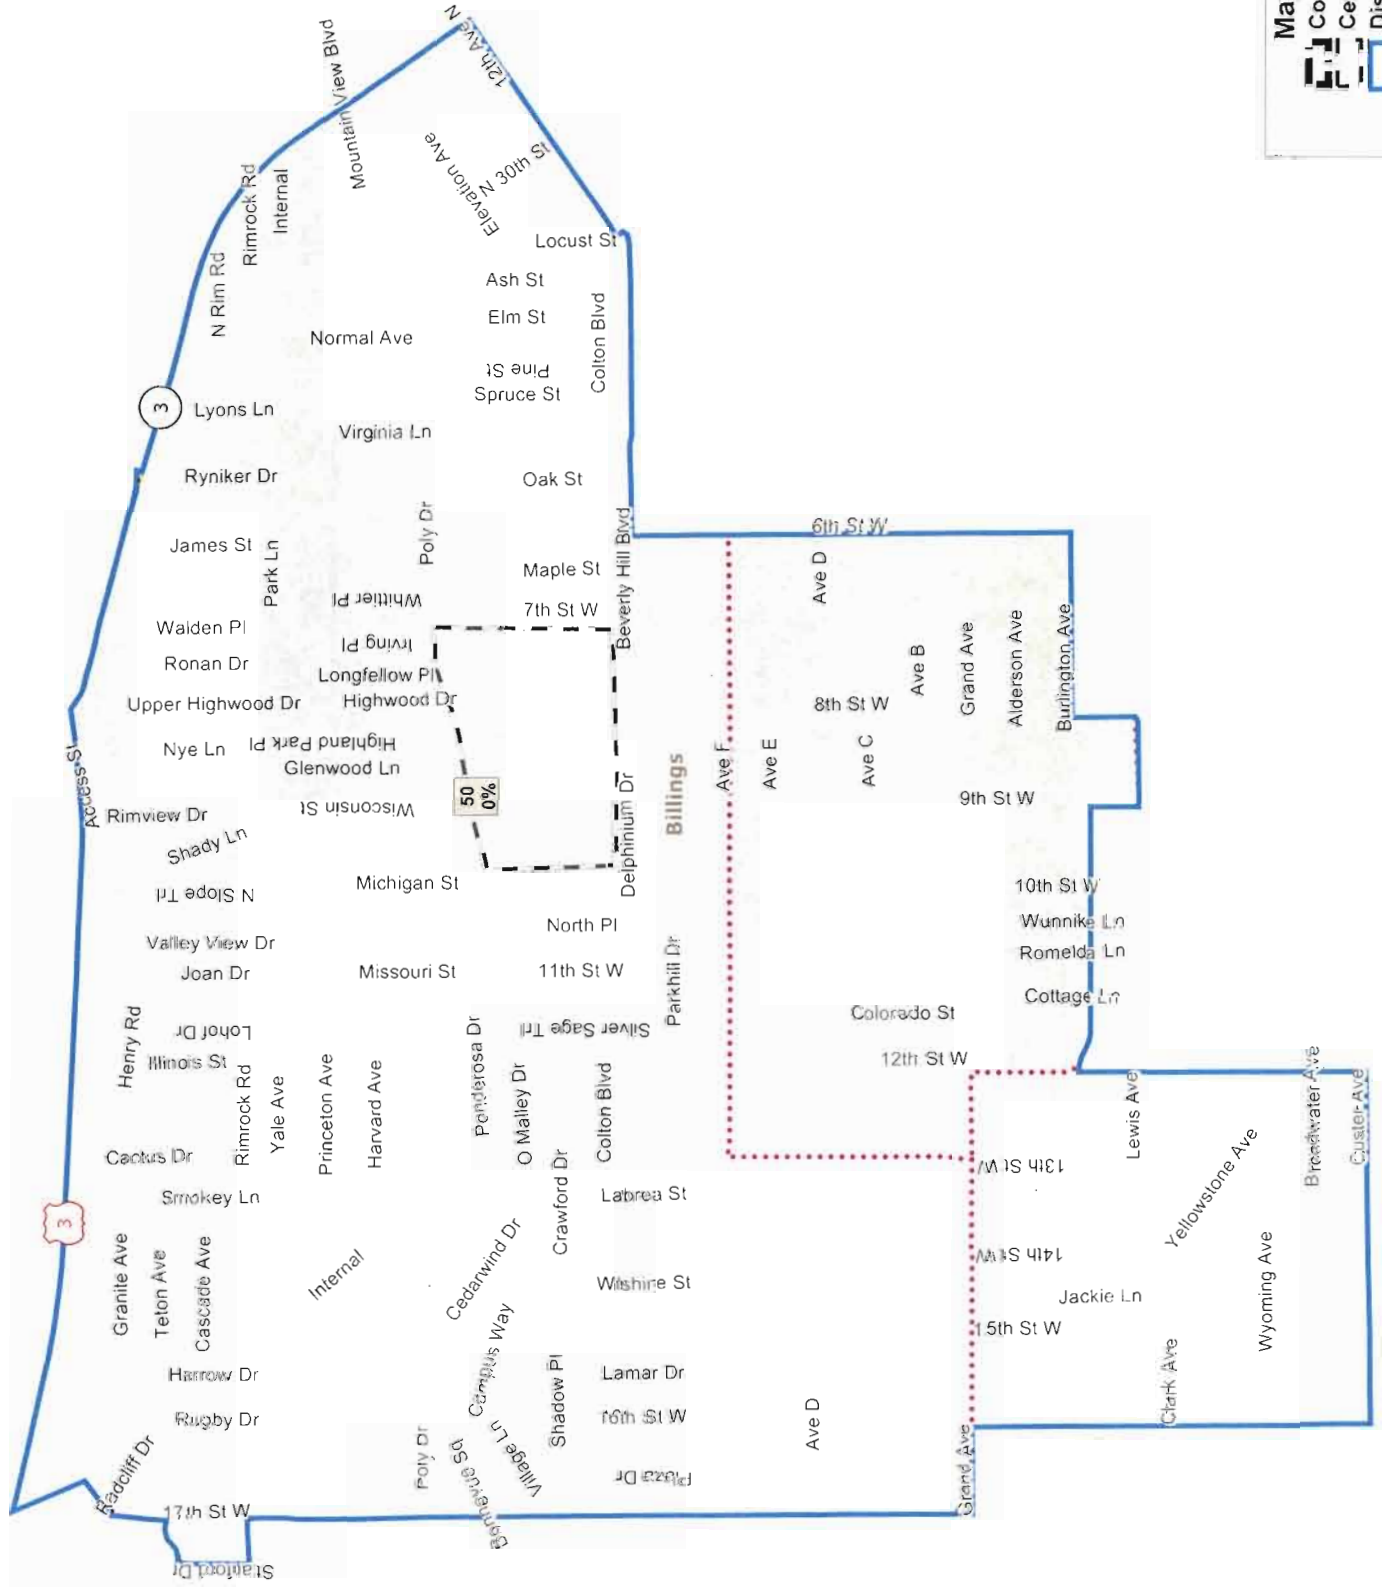 N
12th Ave
Mountain View Blvd
Rimrock Rd
Internal
Elevation Ave
N 30th St
N Rim Rd
Locust St
Ash St
Elm St
Colton Blvd
Normal Ave
Pine St
Spruce St
3
Lyons Ln
Virginia Ln
Ryniker Dr
Oak St
Poly Dr
James St
Park Ln
Maple St
Beverly Hill Blvd
6th St W
Ave D
Whittier Pl
7th St W
Walden Pl
Irving Pl
Ronan Dr
Longfellow Pl
Upper Highwood Dr
Highwood Dr
Ave B
Grand Ave
Alderson Ave
Burlington Ave
8th St W
Nye Ln
Highland Park Pl
Glenwood Ln
Access St
Ave F
Ave E
Ave C
50
0%
Billings
9th St W
Rimview Dr
Wisconsin St
Shady Ln
Delphinium Dr
N Slope Trl
Michigan St
10th St W
Wunnike Ln
North Pl
Valley View Dr
Joan Dr
Missouri St
11th St W
Parkhill Dr
Romelda Ln
Cottage Ln
Henry Rd
Lohof Dr
Silver Sage Trl
Colorado St
Illinois St
Ponderosa Dr
12th St W
Rimrock Rd
Yale Ave
Princeton Ave
Harvard Ave
O Malley Dr
Colton Blvd
Lewis Ave
Broadwater Ave
Custer Ave
Cactus Dr
13th St W
Smokey Ln
Crawford Dr
Labrea St
Yellowstone Ave
3
Granite Ave
Teton Ave
Cascade Ave
Internal
Cedarwind Dr
Wilshire St
14th St W
Jackie Ln
Wyoming Ave
15th St W
Campus Way
Harrow Dr
Shadow Pl
Lamar Dr
Clark Ave
Rugby Dr
16th St W
Ave D
Radcliff Dr
Poly Dr
Bonnevue Sq
Village Ln
Plaza Dr
Grand Ave
17th St W
Stanford Dr
Ma
Co
Ce
Dis